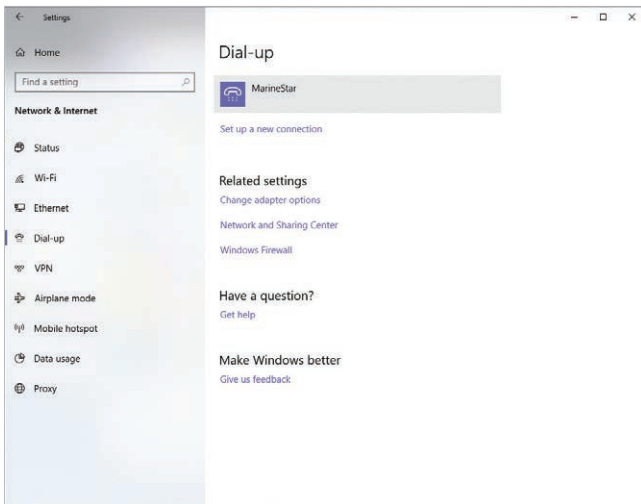 Settings
Home
Find a setting
Network & Internet
Status
Wi-Fi
Ethernet
Dial-up
VPN
Airplane mode
Mobile hotspot
Data usage
Proxy
Dial-up
MarineStar
Set up a new connection
Related settings
Change adapter options
Network and Sharing Center
Windows Firewall
Have a question?
Get help
Make Windows better
Give us feedback